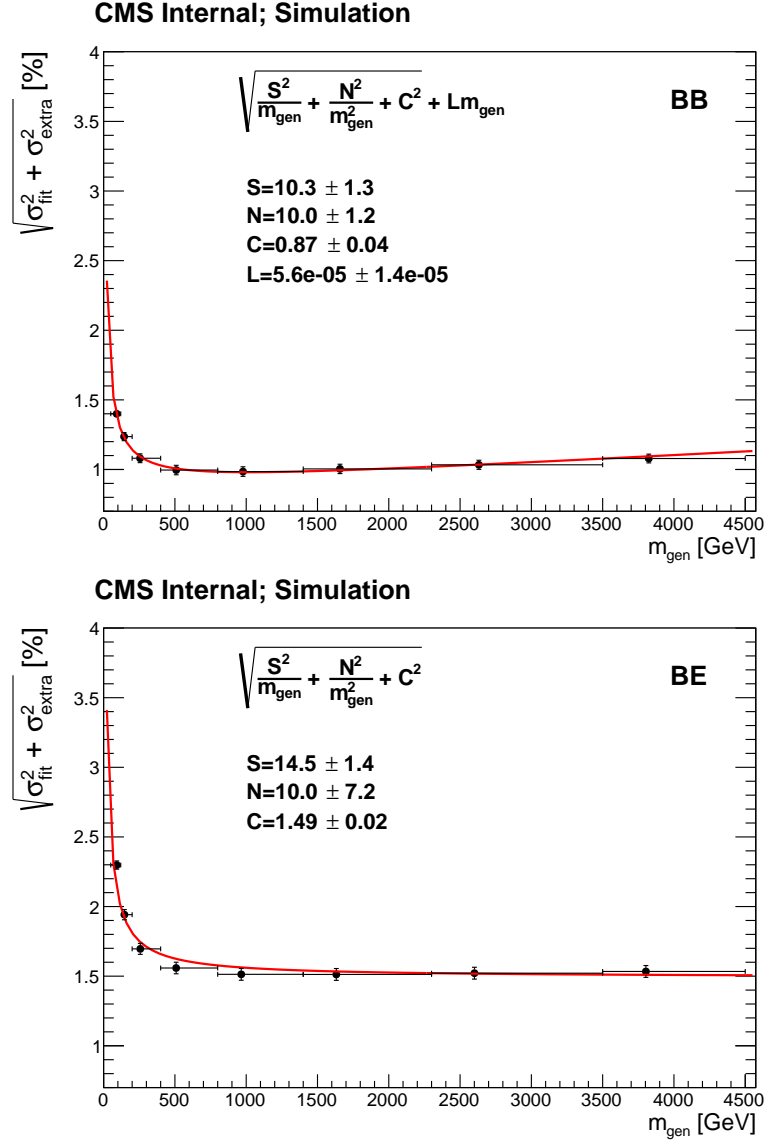 CMS Internal; Simulation
√(σ²_fit + σ²_extra) [%]
4
3.5
3
2.5
2
1.5
1
√(S²/m_gen + N²/m²_gen + C²) + Lm_gen
BB
S=10.3 ± 1.3
N=10.0 ± 1.2
C=0.87 ± 0.04
L=5.6e-05 ± 1.4e-05
0 500 1000 1500 2000 2500 3000 3500 4000 4500
m_gen [GeV]
CMS Internal; Simulation
√(σ²_fit + σ²_extra) [%]
4
3.5
3
2.5
2
1.5
1
√(S²/m_gen + N²/m²_gen + C²)
BE
S=14.5 ± 1.4
N=10.0 ± 7.2
C=1.49 ± 0.02
0 500 1000 1500 2000 2500 3000 3500 4000 4500
m_gen [GeV]